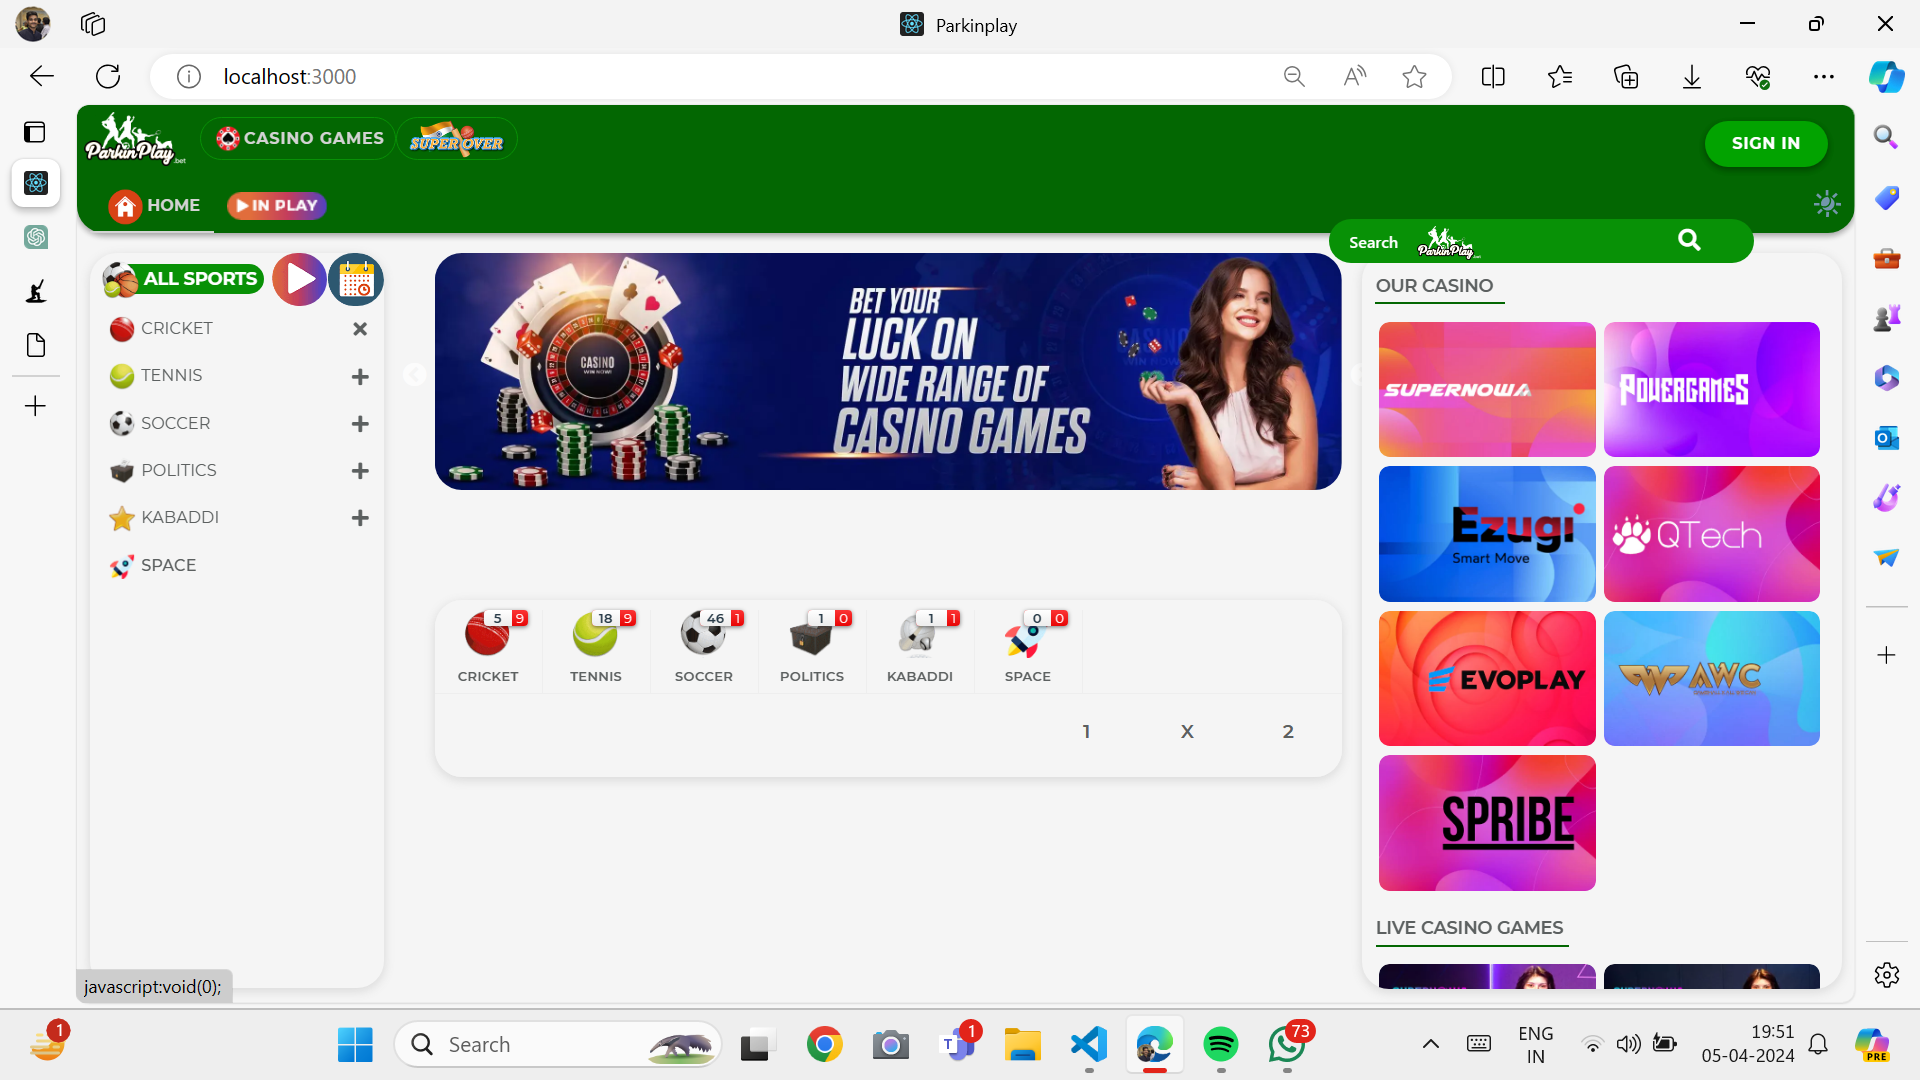 Parkinplay
localhost:3000
ParkinPlay.bet
CASINO GAMES
SUPER OVER
SIGN IN
HOME
IN PLAY
Search
ParkinPlay
ALL SPORTS
CRICKET
TENNIS
SOCCER
POLITICS
KABADDI
SPACE
BET YOUR
LUCK ON
WIDE RANGE OF
CASINO GAMES
CASINO
5 9
18 9
46 1
1 0
1 1
0 0
CRICKET
TENNIS
SOCCER
POLITICS
KABADDI
SPACE
1 X 2
OUR CASINO
SUPERNOWA
POWERGAMES
Ezugi
Smart Move
QTech
EVOPLAY
AWC
SPRIBE
LIVE CASINO GAMES
javascript:void(0);
1
Search
T
1
73
ENG
IN
19:51
05-04-2024
PRE